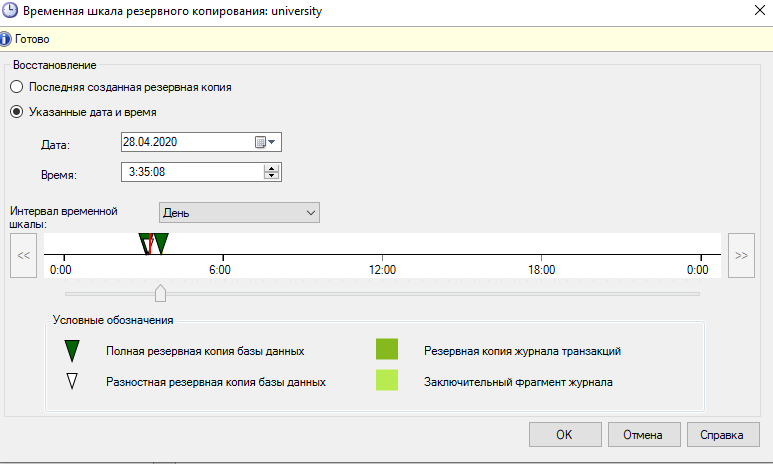 Временная шкала резервного копирования: university
Готово
Восстановление
Последняя созданная резервная копия
Указанные дата и время
Дата: 28.04.2020
Время: 3:35:08
Интервал временной шкалы: День
<< >>
0:00 6:00 12:00 18:00 0:00
Условные обозначения
Полная резервная копия базы данных Резервная копия журнала транзакций
Разностная резервная копия базы данных Заключительный фрагмент журнала
OK Отмена Справка